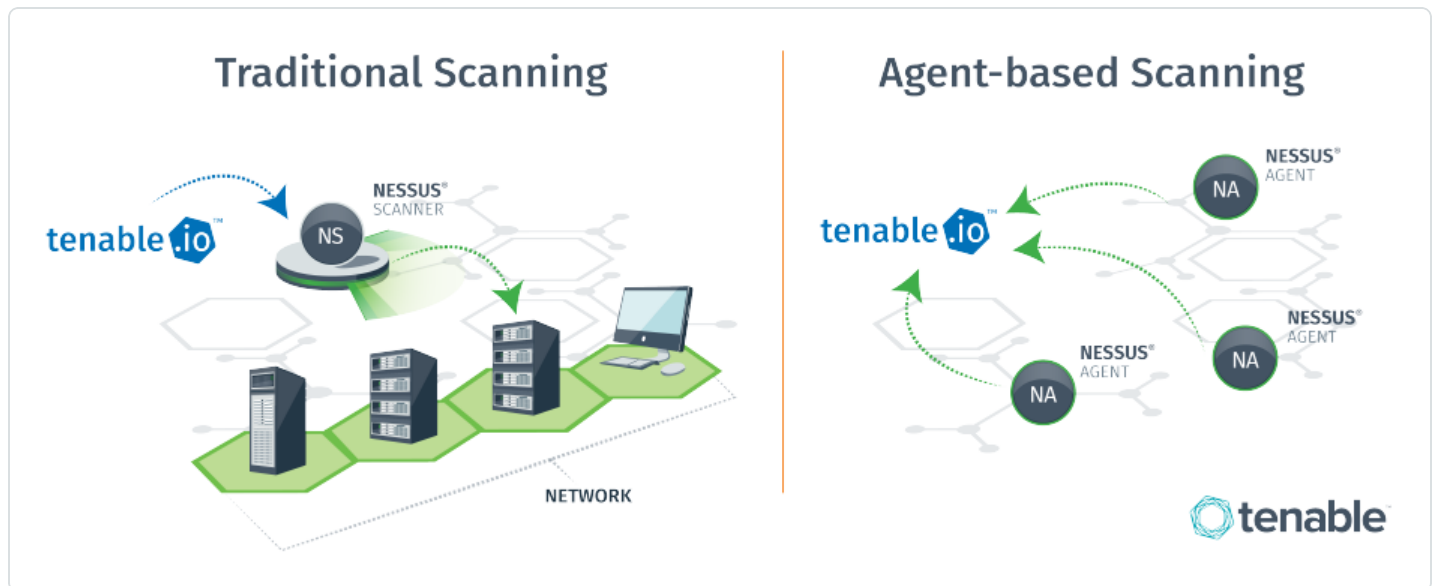 Traditional Scanning
tenable.io™
NS
NESSUS®
SCANNER
NETWORK
Agent-based Scanning
tenable.io™
NA
NESSUS®
AGENT
NA
NESSUS®
AGENT
NA
NESSUS®
AGENT
tenable™